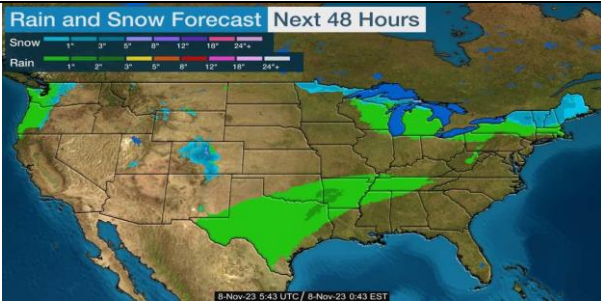 Rain and Snow Forecast Next 48 Hours
Snow 1" 3" 5" 8" 12" 18" 24"+
Rain 1" 2" 3" 5" 8" 12" 18" 24"+
8-Nov-23 5:43 UTC / 8-Nov-23 0:43 EST